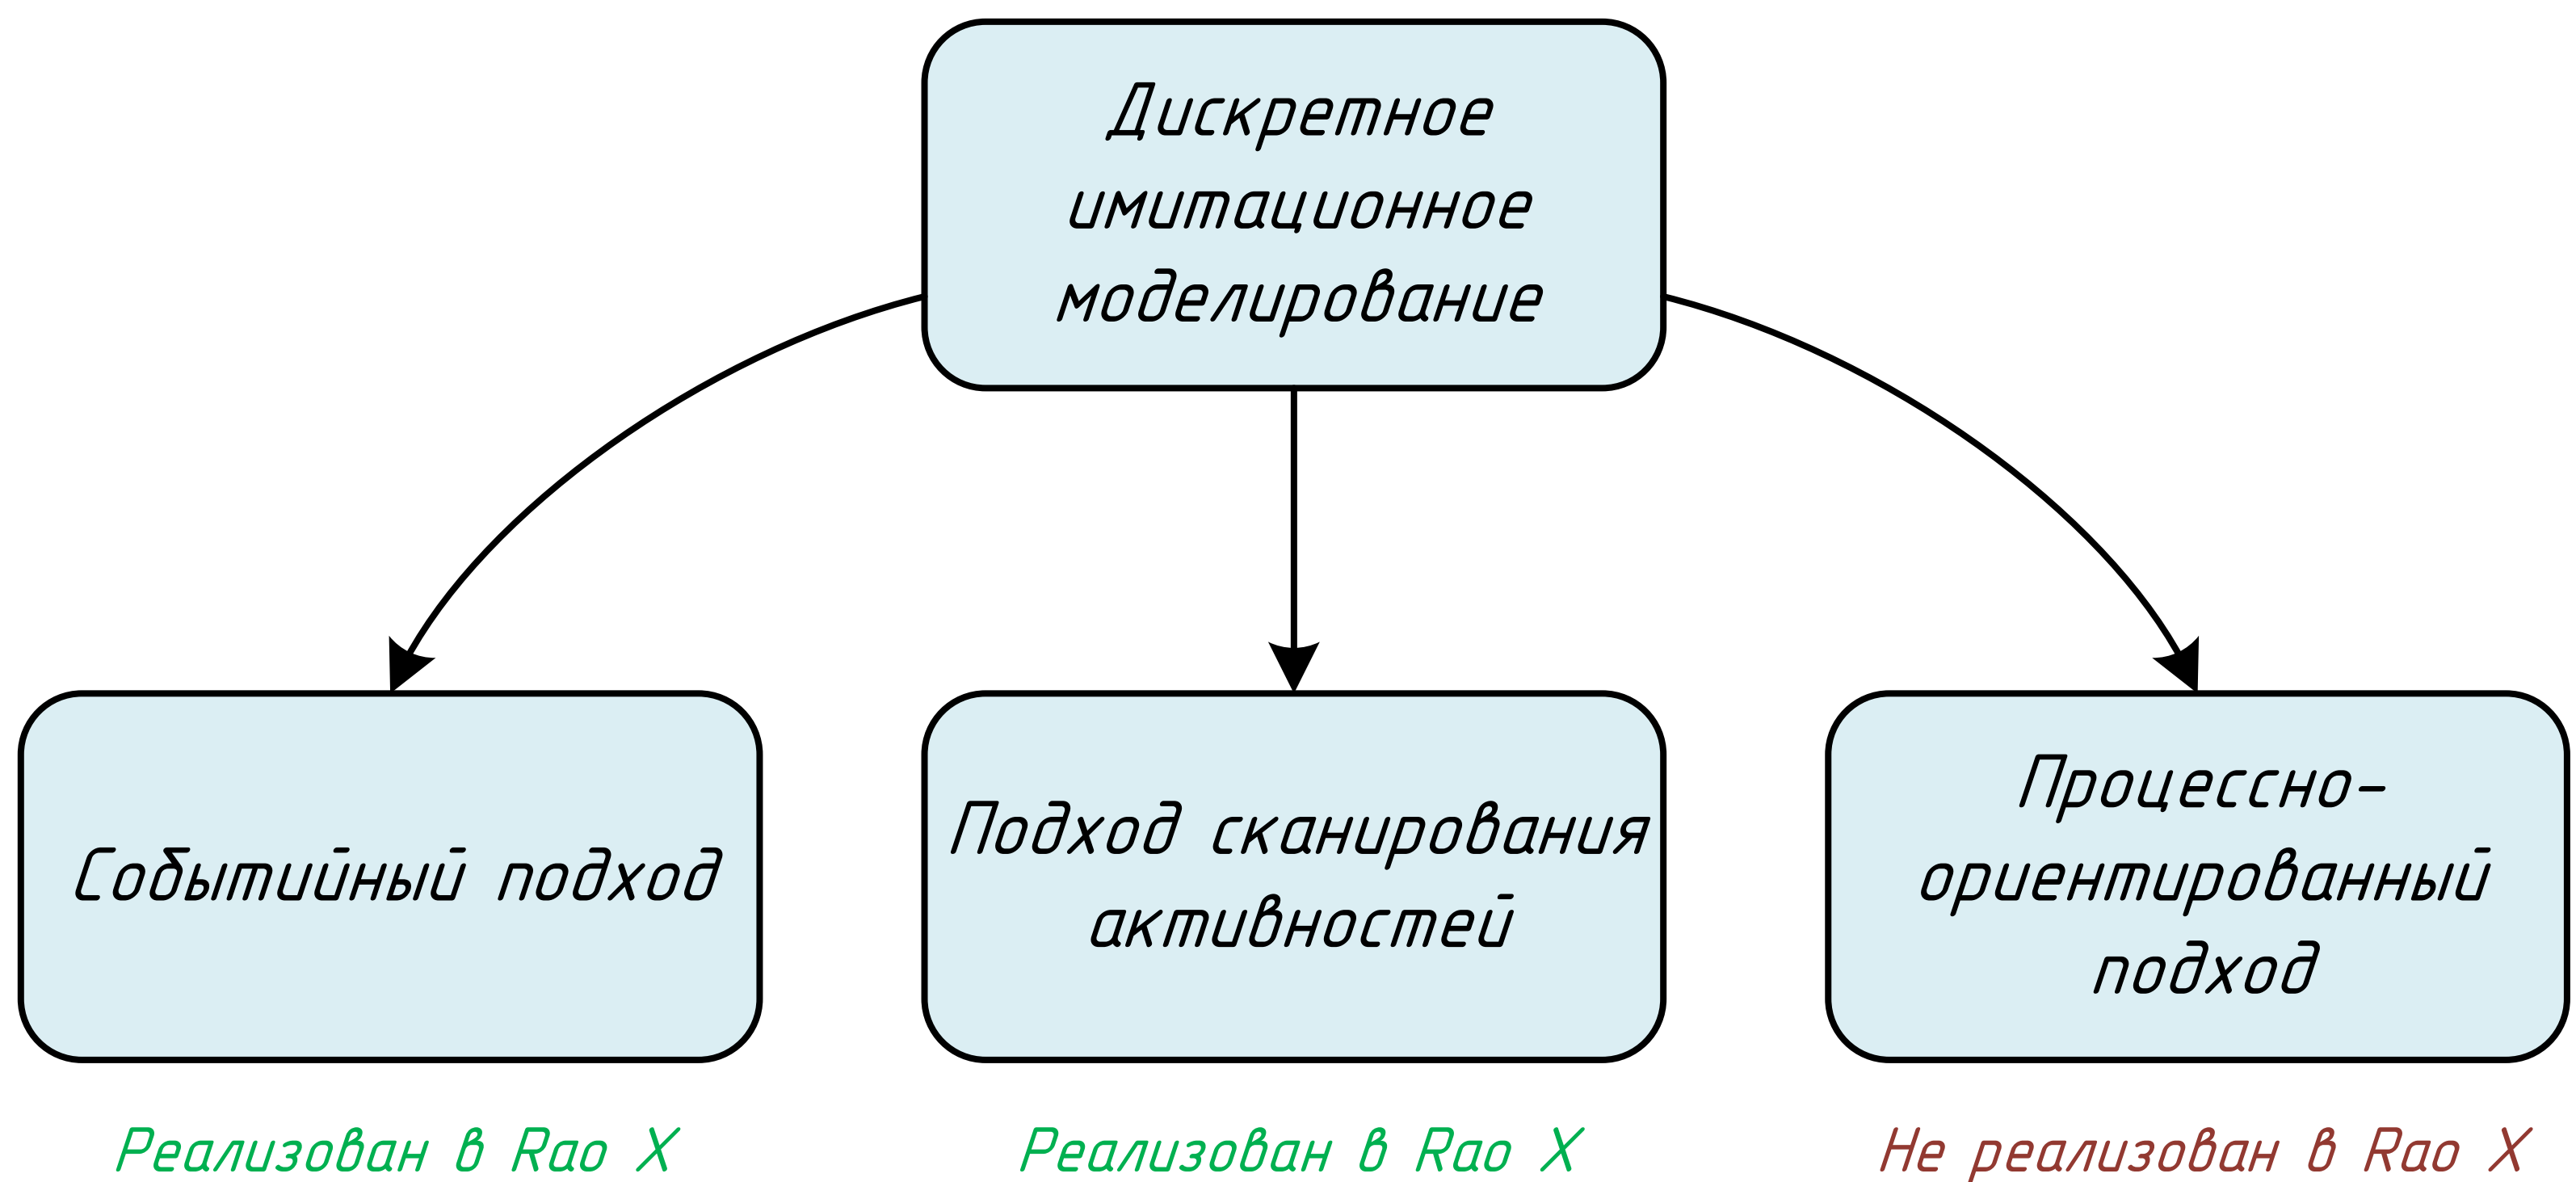 Дискретное
имитационное
моделирование
Событийный подход
Подход сканирования
активностей
Процессно-
ориентированный
подход
Реализован в Rao X
Реализован в Rao X
Не реализован в Rao X